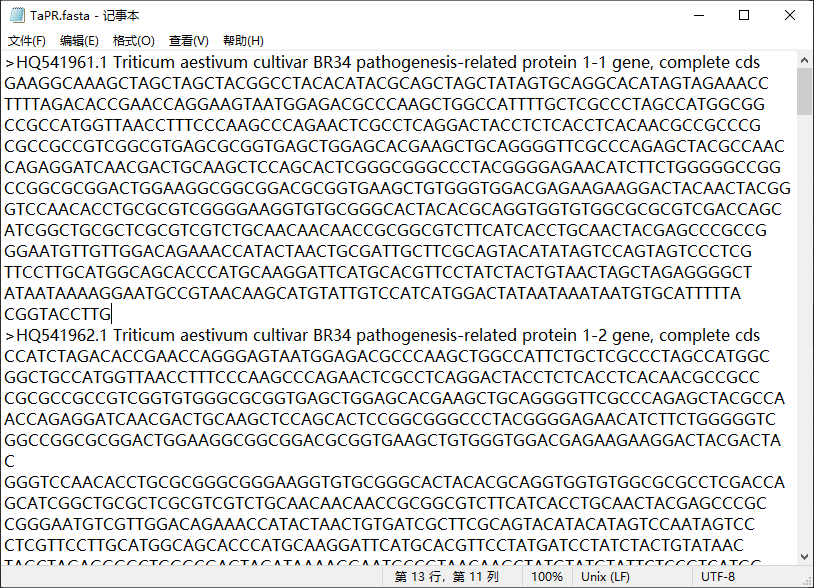 TaPR.fasta - 记事本
文件(F) 编辑(E) 格式(O) 查看(V) 帮助(H)
>HQ541961.1 Triticum aestivum cultivar BR34 pathogenesis-related protein 1-1 gene, complete cds
GAAGGCAAAGCTAGCTAGCTACGGCCTACACATACGCAGCTAGCTATAGTGCAGGCACATAGTAGAAACC
TTTTAGACACCGAACCAGGAAGTAATGGAGACGCCCAAGCTGGCCATTTTGCTCGCCCTAGCCATGGCGG
CCGCCATGGTTAACCTTTCCCAAGCCCAGAACTCGCCTCAGGACTACCTCTCACCTCACAACGCCGCCCG
CGCCGCCGTCGGCGTGAGCGCGGTGAGCTGGAGCACGAAGCTGCAGGGGTTCGCCCAGAGCTACGCCAAC
CAGAGGATCAACGACTGCAAGCTCCAGCACTCGGGCGGGCCCTACGGGGAGAACATCTTCTGGGGGCCGG
CCGGCGCGGACTGGAAGGCGGCGGACGCGGTGAAGCTGTGGGTGGACGAGAAGAAGGACTACAACTACGG
GTCCAACACCTGCGCGTCGGGGAAGGTGTGCGGGCACTACACGCAGGTGGTGTGGCGCGCGTCGACCAGC
ATCGGCTGCGCTCGCGTCGTCTGCAACAACAACCGCGGCGTCTTCATCACCTGCAACTACGAGCCCGCCG
GGAATGTTGTTGGACAGAAACCATACTAACTGCGATTGCTTCGCAGTACATATAGTCCAGTAGTCCCTCG
TTCCTTGCATGGCAGCACCCATGCAAGGATTCATGCACGTTCCTATCTACTGTAACTAGCTAGAGGGGCT
ATAATAAAAGGAATGCCGTAACAAGCATGTATTGTCCATCATGGACTATAATAAATAATGTGCATTTTTA
CGGTACCTTG
>HQ541962.1 Triticum aestivum cultivar BR34 pathogenesis-related protein 1-2 gene, complete cds
CCATCTAGACACCGAACCAGGGAGTAATGGAGACGCCCAAGCTGGCCATTCTGCTCGCCCTAGCCATGGC
GGCTGCCATGGTTAACCTTTCCCAAGCCCAGAACTCGCCTCAGGACTACCTCTCACCTCACAACGCCGCC
CGCGCCGCCGTCGGTGTGGGCGCGGTGAGCTGGAGCACGAAGCTGCAGGGGTTCGCCCAGAGCTACGCCA
ACCAGAGGATCAACGACTGCAAGCTCCAGCACTCCGGCGGGCCCTACGGGGAGAACATCTTCTGGGGGTC
GGCCGGCGCGGACTGGAAGGCGGCGGACGCGGTGAAGCTGTGGGTGGACGAGAAGAAGGACTACGACTA
C
GGGTCCAACACCTGCGCGGGCGGGAAGGTGTGCGGGCACTACACGCAGGTGGTGTGGCGCGCCTCGACCA
GCATCGGCTGCGCTCGCGTCGTCTGCAACAACAACCGCGGCGTCTTCATCACCTGCAACTACGAGCCCGC
CGGGAATGTCGTTGGACAGAAACCATACTAACTGTGATCGCTTCGCAGTACATACATAGTCCAATAGTCC
CTCGTTCCTTGCATGGCAGCACCCATGCAAGGATTCATGCACGTTCCTATGATCCTATCTACTGTATAAC
第 13 行，第 11 列 100% Unix (LF) UTF-8